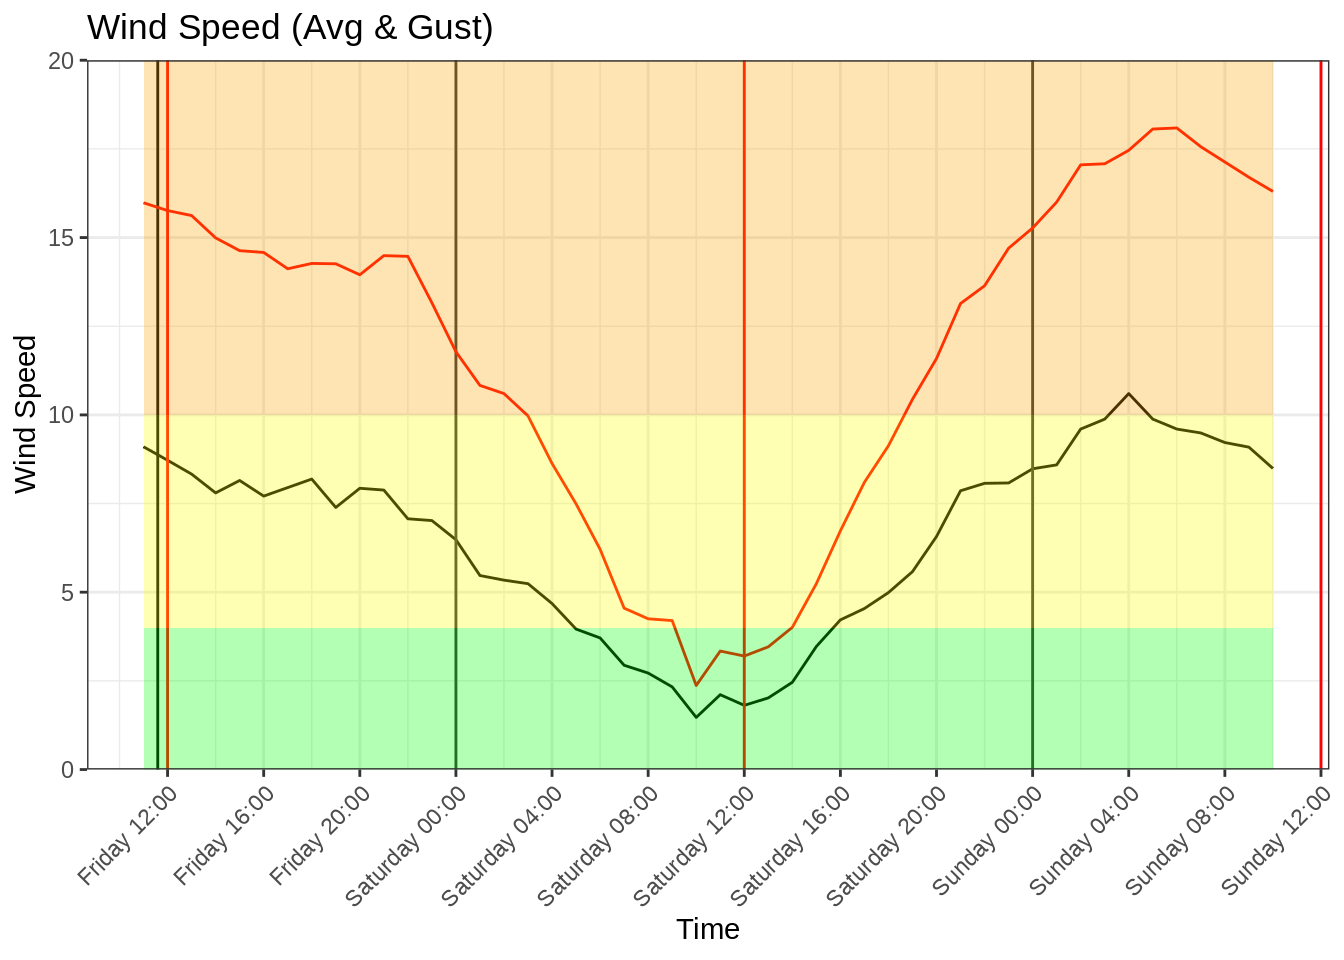 Wind Speed (Avg & Gust)
Wind Speed
20
15
10
5
0
Friday 12:00
Friday 16:00
Friday 20:00
Saturday 00:00
Saturday 04:00
Saturday 08:00
Saturday 12:00
Saturday 16:00
Saturday 20:00
Sunday 00:00
Sunday 04:00
Sunday 08:00
Sunday 12:00
Time